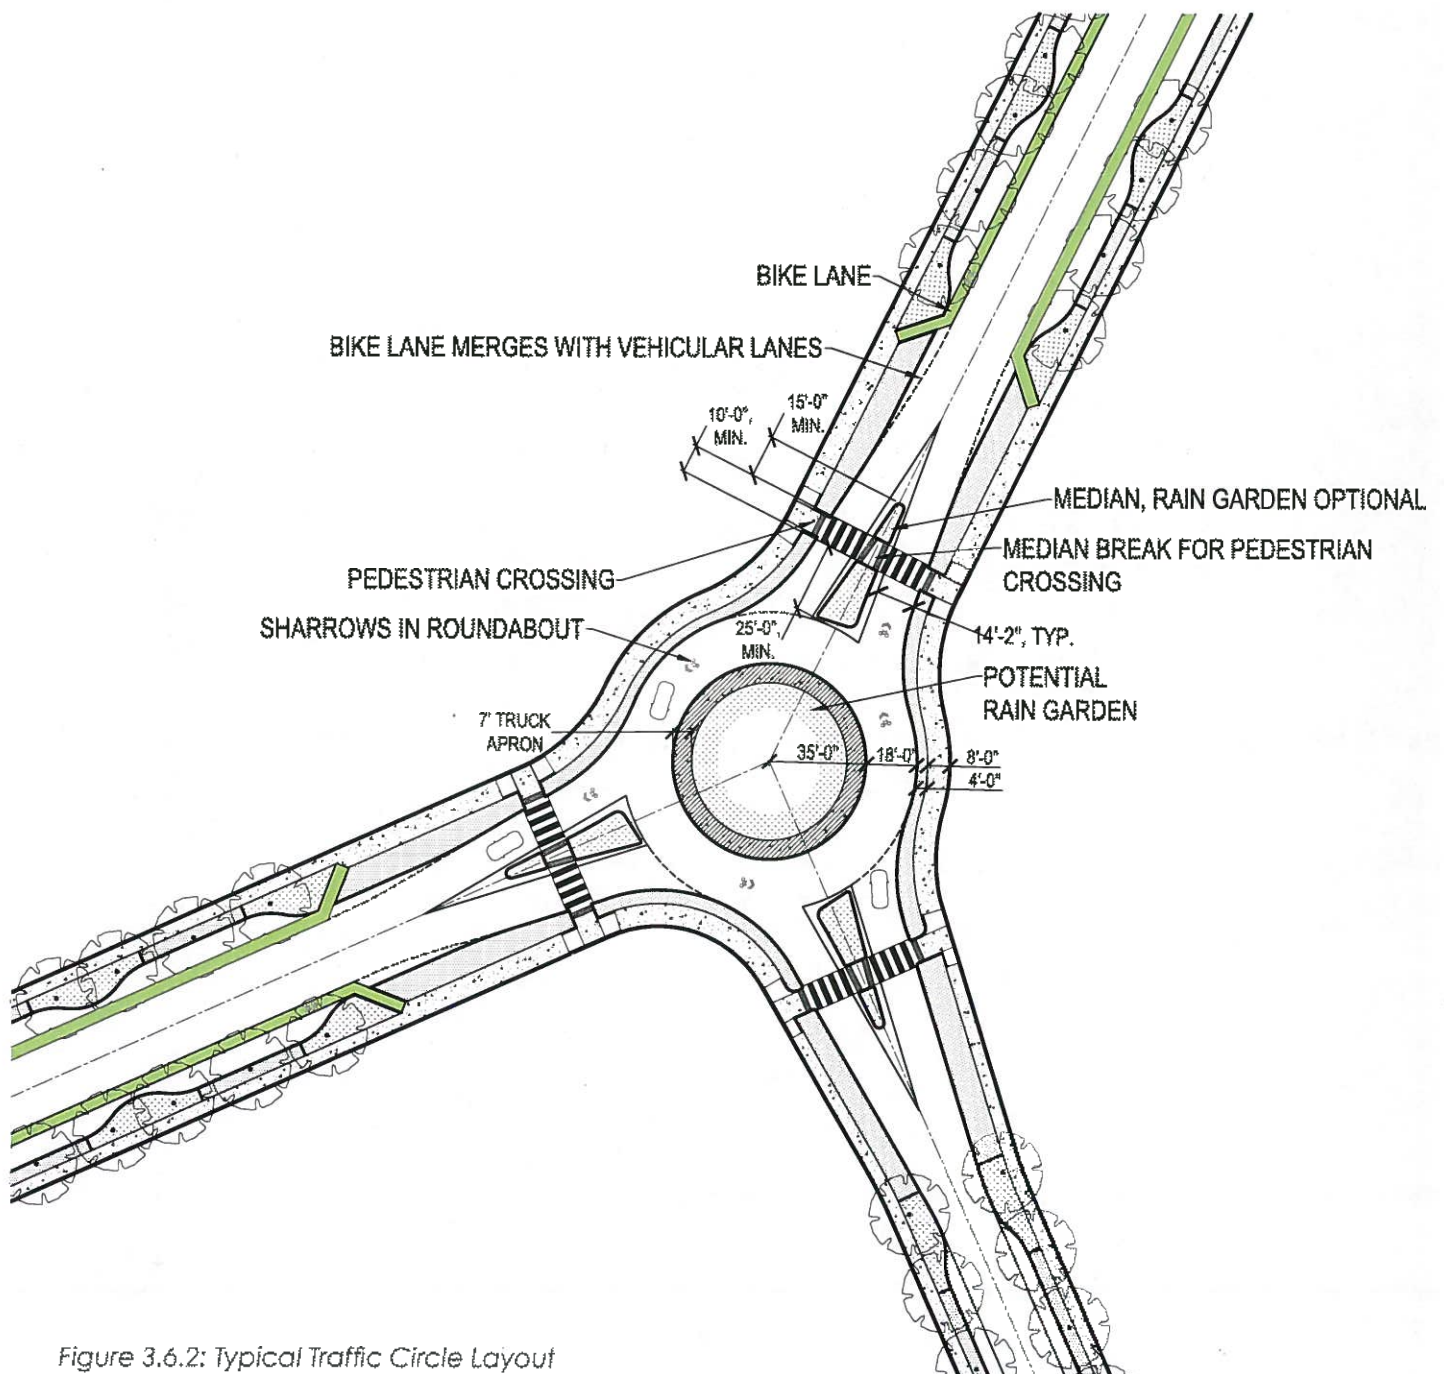 BIKE LANE
BIKE LANE MERGES WITH VEHICULAR LANES
10'-0",
MIN.
15'-0"
MIN.
MEDIAN, RAIN GARDEN OPTIONAL
MEDIAN BREAK FOR PEDESTRIAN
CROSSING
PEDESTRIAN CROSSING
SHARROWS IN ROUNDABOUT
25'-0",
MIN.
14'-2", TYP.
POTENTIAL
RAIN GARDEN
7' TRUCK
APRON
35'-0"
18'-0"
8'-0"
4'-0"
Figure 3.6.2: Typical Traffic Circle Layout